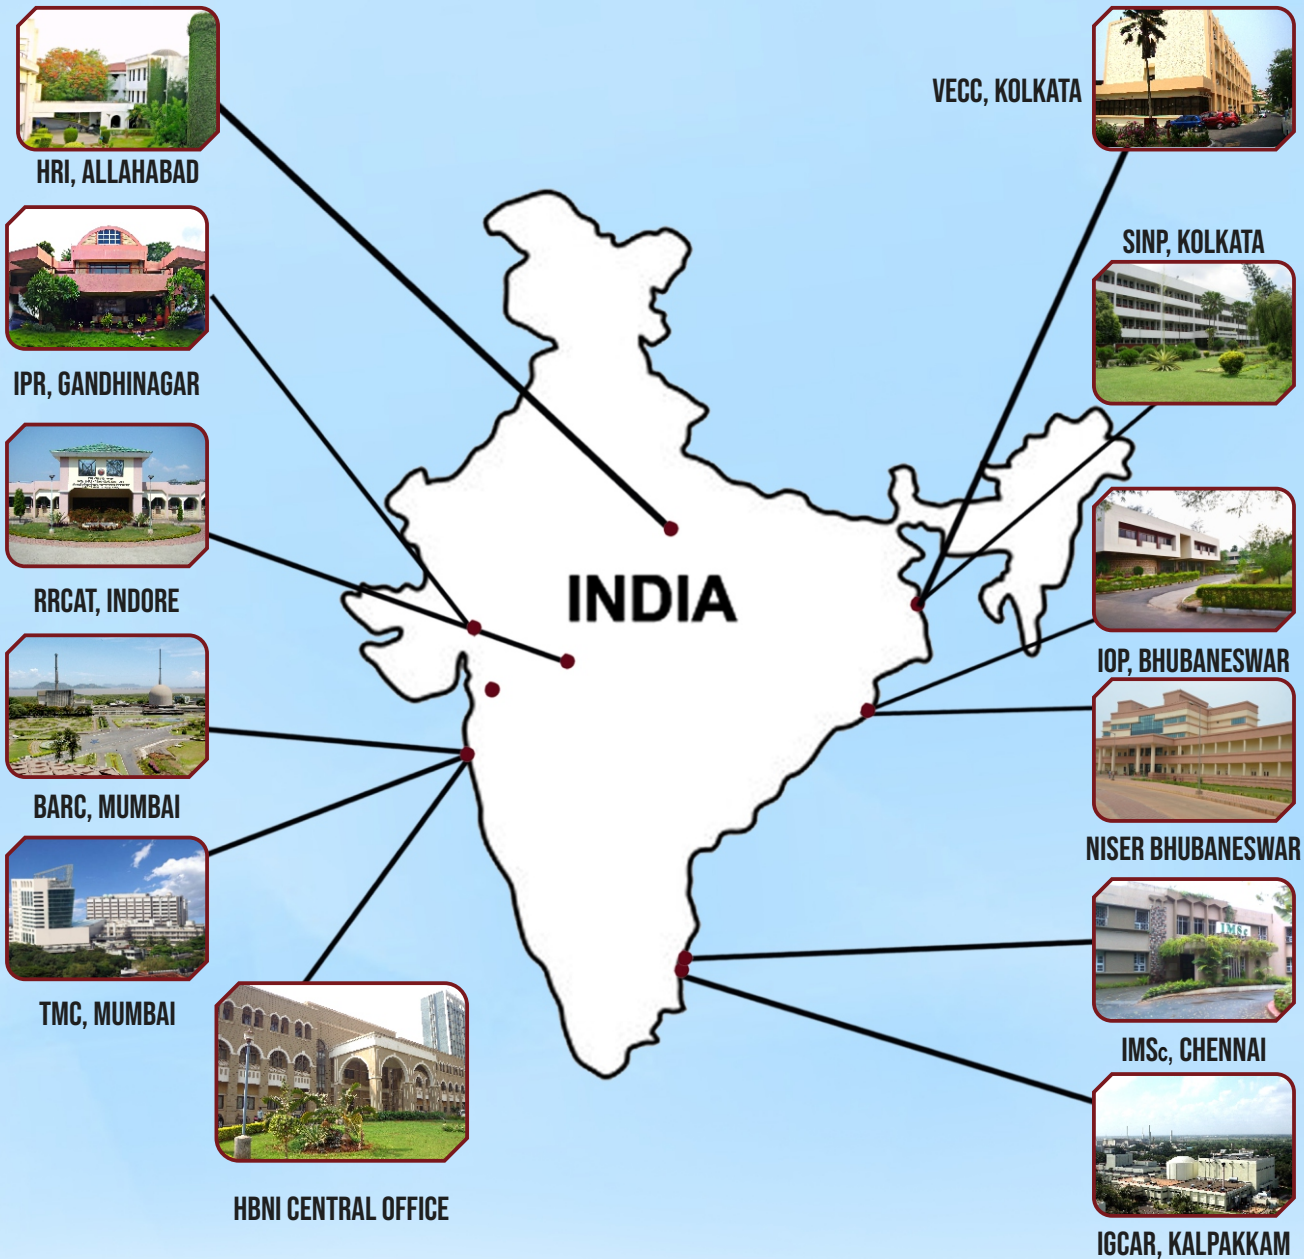 HRI, ALLAHABAD
IPR, GANDHINAGAR
RRCAT, INDORE
BARC, MUMBAI
TMC, MUMBAI
HBNI CENTRAL OFFICE
INDIA
VECC, KOLKATA
SINP, KOLKATA
IOP, BHUBANESWAR
NISER BHUBANESWAR
IMSc
IMSc, CHENNAI
IGCAR, KALPAKKAM